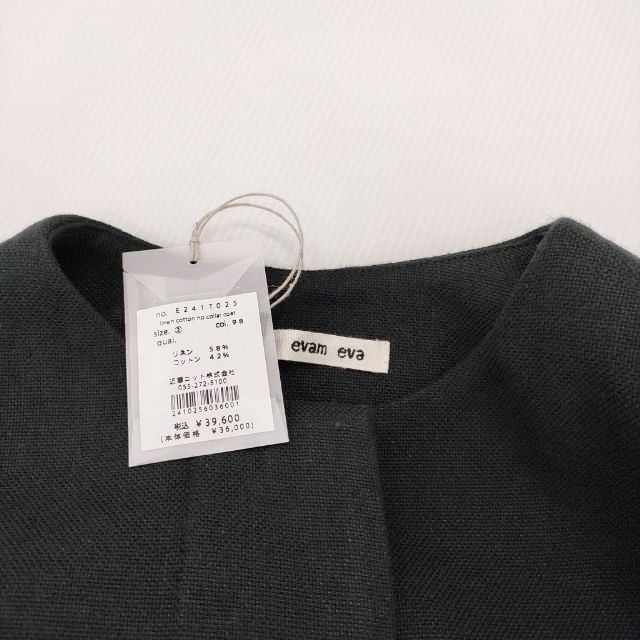 no. E241T025
linen cotton no collar coat
size. ② col. 98
qual.
リネン 58%
コットン 42%
近藤ニット株式会社
055-272-5100
2410256036001
税込 ¥39,600
(本体価格 ¥36,000)
evam eva